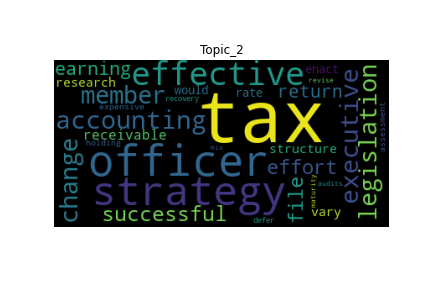 Topic_2
earning
effective
enact
revise
research
member
would
rate
return
expensive
recovery
accounting
tax
executive
legislation
assessment
receivable
structure
holding
mix
officer
effort
change
strategy
file
maturity
audits
successful
defer
vary